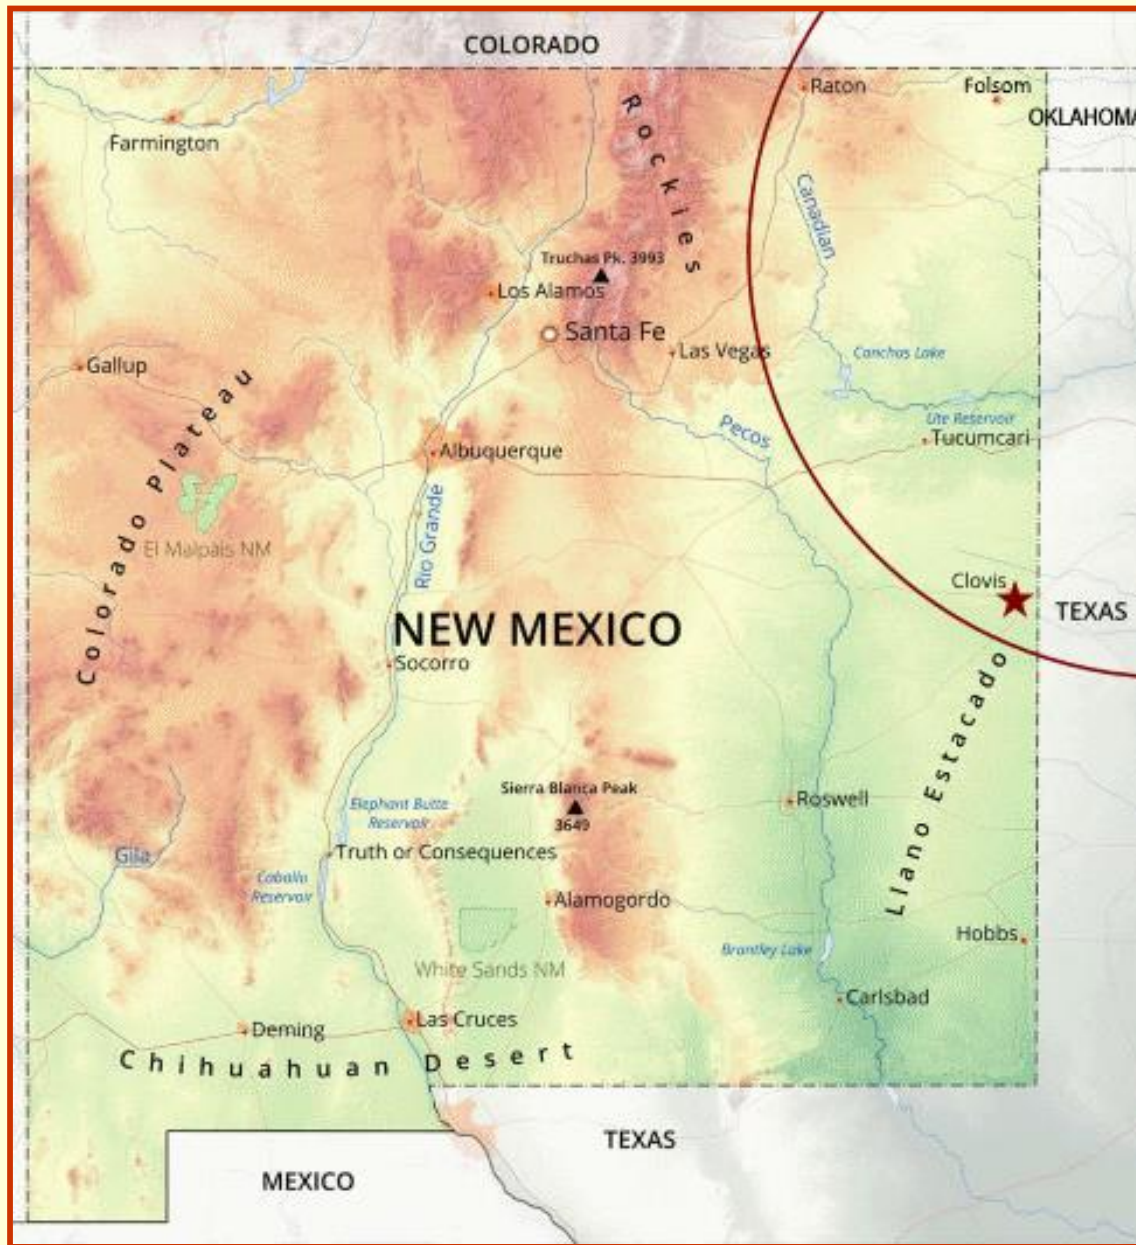 COLORADO
Raton
Folsom
OKLAHOMA
Farmington
Rockies
Canadian
Truchas Pk. 3993
Los Alamos
Santa Fe
Las Vegas
Conchas Lake
Gallup
Colorado Plateau
Ute Reservoir
Pecos
Tucumcari
Albuquerque
Rio Grande
El Malpais NM
Clovis
TEXAS
NEW MEXICO
Socorro
Llano Estacado
Sierra Blanca Peak
3649
Roswell
Elephant Butte
Reservoir
Gila
Truth or Consequences
Caballo
Reservoir
Alamogordo
Hobbs
Brantley Lake
White Sands NM
Carlsbad
Las Cruces
Deming
Chihuahuan Desert
TEXAS
MEXICO